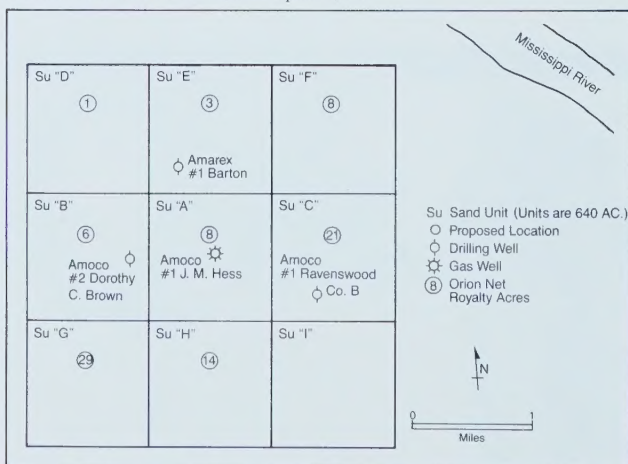 Mississippi River
Su "D"
1
Su "E"
3
Amarex
#1 Barton
Su "F"
8
Su "B"
6
Amoco
#2 Dorothy
C. Brown
Su "A"
8
Amoco
#1 J. M. Hess
Su "C"
21
Amoco
#1 Ravenswood
Co. B
Su "G"
29
Su "H"
14
Su "I"
Su Sand Unit (Units are 640 AC.)
Proposed Location
Drilling Well
Gas Well
8 Orion Net
Royalty Acres
N
0 1
Miles